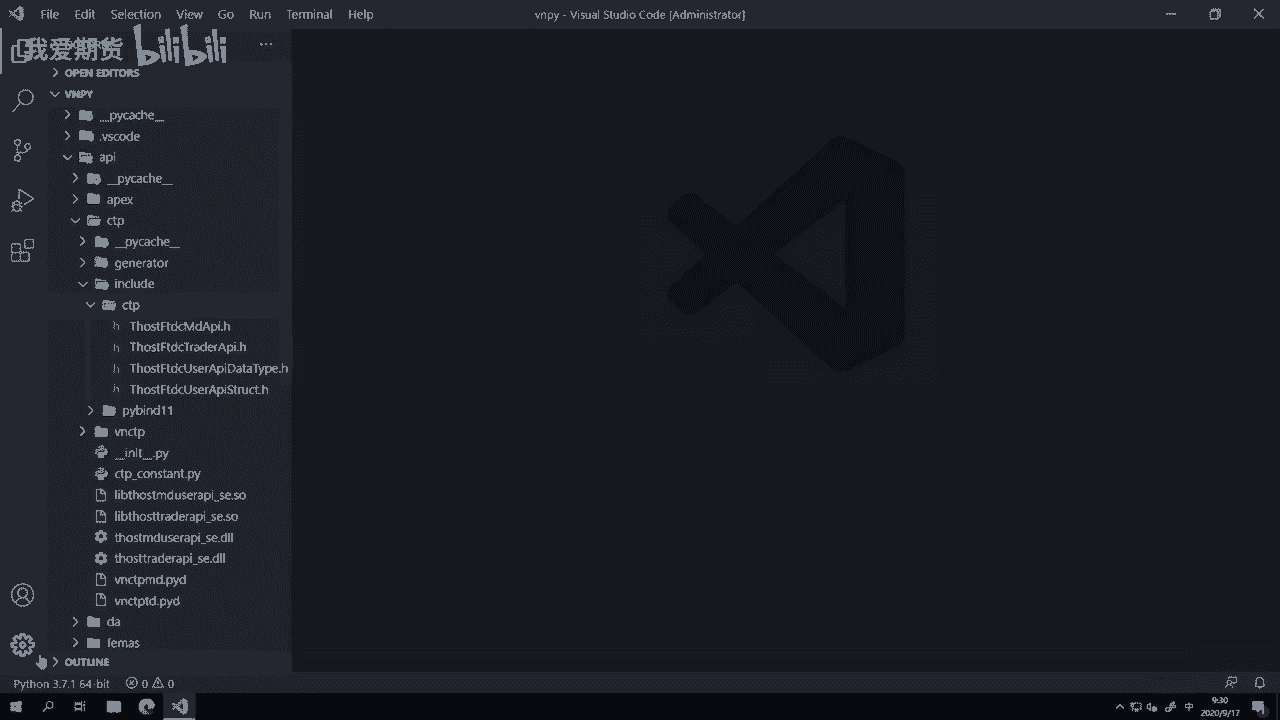 File Edit Selection View Go Run Terminal Help
vnpy - Visual Studio Code [Administrator]
我爱期货 bilibili
OPEN EDITORS
VNPY
__pycache__
.vscode
api
__pycache__
apex
ctp
__pycache__
generator
include
ctp
ThostFtdcMdApi.h
ThostFtdcTraderApi.h
ThostFtdcUserApiDataType.h
ThostFtdcUserApiStruct.h
pybind11
vnctp
__init__.py
ctp_constant.py
libthostmduserapi_se.so
libthosttraderapi_se.so
thostmduserapi_se.dll
thosttraderapi_se.dll
vnctpmd.pyd
vnctptd.pyd
da
femas
OUTLINE
Python 3.7.1 64-bit 0 0
中
9:30
2020/9/17